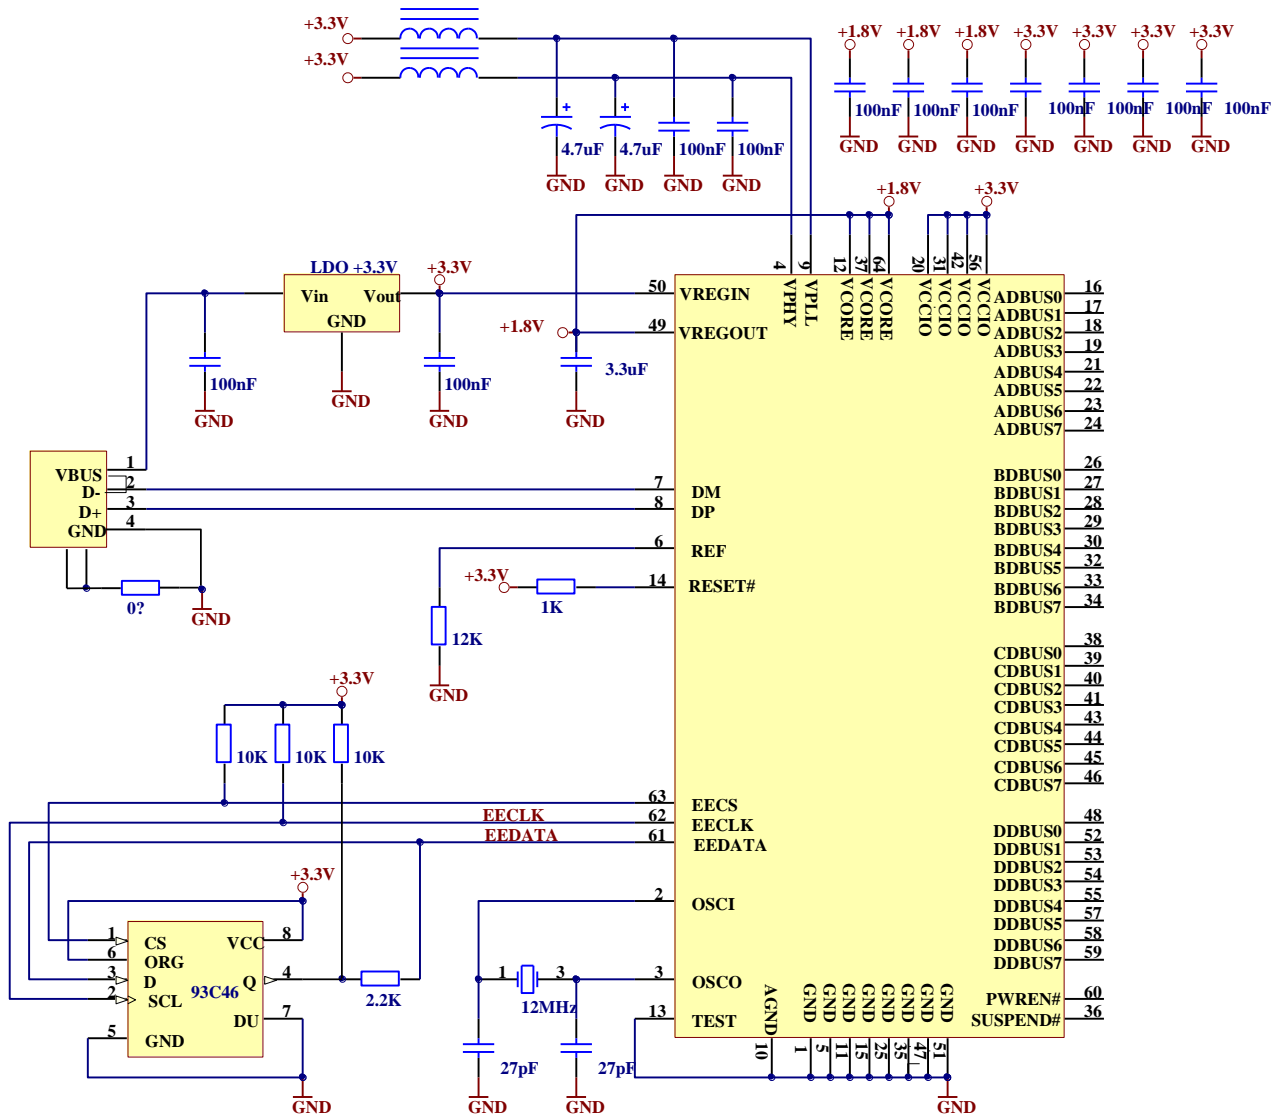 +3.3V
+3.3V
4.7uF 4.7uF 100nF 100nF
GND GND GND GND
+1.8V +1.8V +1.8V +3.3V +3.3V +3.3V +3.3V
100nF 100nF 100nF 100nF 100nF 100nF 100nF
GND GND GND GND GND GND GND
+1.8V +3.3V
LDO +3.3V
Vin Vout
GND
+3.3V
100nF
GND
GND
100nF
GND
+1.8V
3.3uF
GND
4 VPHY
9 VPLL
12 VCORE
37 VCORE
64 VCORE
20 VCCIO
31 VCCIO
42 VCCIO
56 VCCIO
50 VREGIN
49 VREGOUT
7 DM
8 DP
6 REF
14 RESET#
63 EECS
62 EECLK
61 EEDATA
2 OSCI
3 OSCO
13 TEST
ADBUS0 16
ADBUS1 17
ADBUS2 18
ADBUS3 19
ADBUS4 21
ADBUS5 22
ADBUS6 23
ADBUS7 24
BDBUS0 26
BDBUS1 27
BDBUS2 28
BDBUS3 29
BDBUS4 30
BDBUS5 32
BDBUS6 33
BDBUS7 34
CDBUS0 38
CDBUS1 39
CDBUS2 40
CDBUS3 41
CDBUS4 43
CDBUS5 44
CDBUS6 45
CDBUS7 46
DDBUS0 48
DDBUS1 52
DDBUS2 53
DDBUS3 54
DDBUS4 55
DDBUS5 57
DDBUS6 58
DDBUS7 59
PWREN# 60
SUSPEND# 36
AGND 10
GND 1
GND 5
GND 11
GND 15
GND 25
GND 35
GND 47
GND 51
GND
VBUS 1
D- 2
D+ 3
GND 4
0?
GND
+3.3V
1K
12K
GND
+3.3V
10K 10K 10K
EECLK
EEDATA
+3.3V
1 CS
6 ORG
3 D
2 SCL
5 GND
VCC 8
Q 4
DU 7
93C46
2.2K
GND
1 3
12MHz
27pF 27pF
GND GND